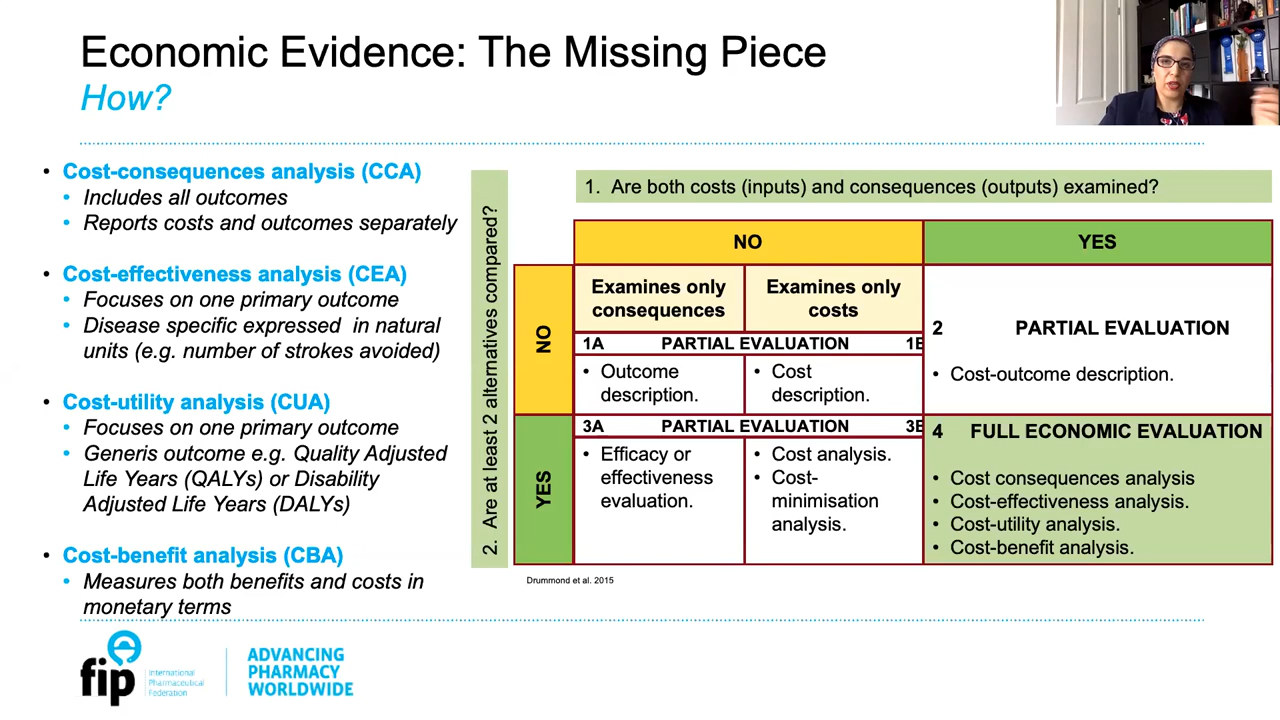 Economic Evidence: The Missing Piece
How?
• Cost-consequences analysis (CCA)
• Includes all outcomes
• Reports costs and outcomes separately
• Cost-effectiveness analysis (CEA)
• Focuses on one primary outcome
• Disease specific expressed in natural
units (e.g. number of strokes avoided)
• Cost-utility analysis (CUA)
• Focuses on one primary outcome
• Generis outcome e.g. Quality Adjusted
Life Years (QALYs) or Disability
Adjusted Life Years (DALYs)
• Cost-benefit analysis (CBA)
• Measures both benefits and costs in
monetary terms
1. Are both costs (inputs) and consequences (outputs) examined?
2. Are at least 2 alternatives compared?
NO
YES
NO
Examines only
consequences
Examines only
costs
1A PARTIAL EVALUATION 1B
• Outcome
description.
• Cost
description.
2 PARTIAL EVALUATION
• Cost-outcome description.
YES
3A PARTIAL EVALUATION 3B
• Efficacy or
effectiveness
evaluation.
• Cost analysis.
• Cost-
minimisation
analysis.
4 FULL ECONOMIC EVALUATION
• Cost consequences analysis
• Cost-effectiveness analysis.
• Cost-utility analysis.
• Cost-benefit analysis.
Drummond et al. 2015
fip
International
Pharmaceutical
Federation
ADVANCING
PHARMACY
WORLDWIDE